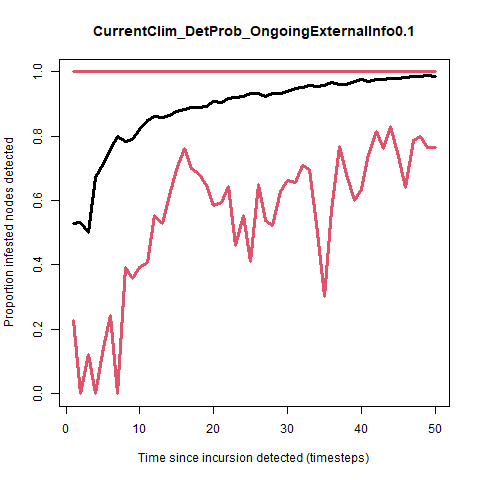 CurrentClim_DetProb_OngoingExternalInfo0.1
Proportion infested nodes detected
1.0
0.8
0.6
0.4
0.2
0.0
0 10 20 30 40 50
Time since incursion detected (timesteps)